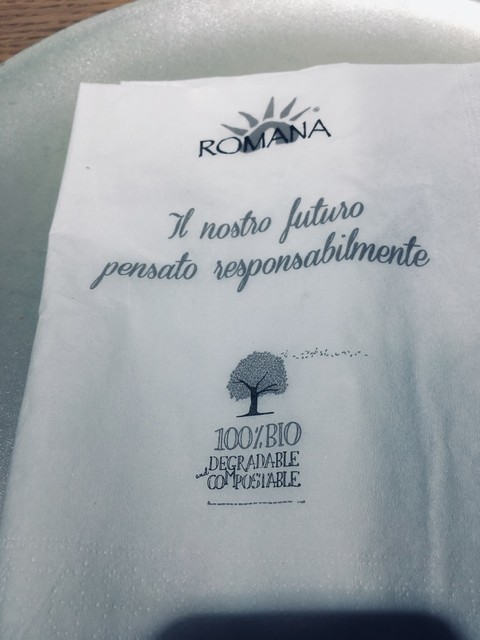 ROMANA
Il nostro futuro
pensato responsabilmente
100% BIO
DEGRADABLE
and COMPOSTABLE